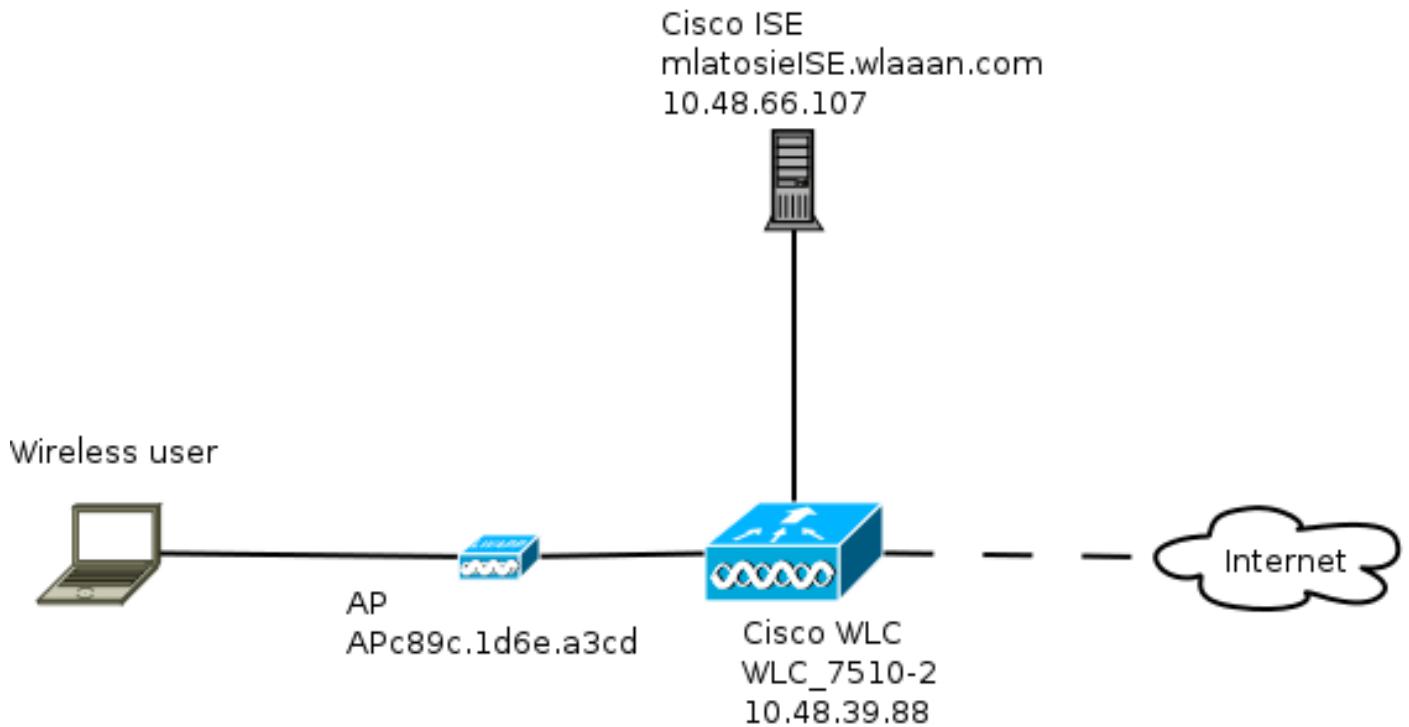 Cisco ISE
mlatosieISE.wlaaan.com
10.48.66.107
Wireless user
Internet
AP
APc89c.1d6e.a3cd
Cisco WLC
WLC_7510-2
10.48.39.88